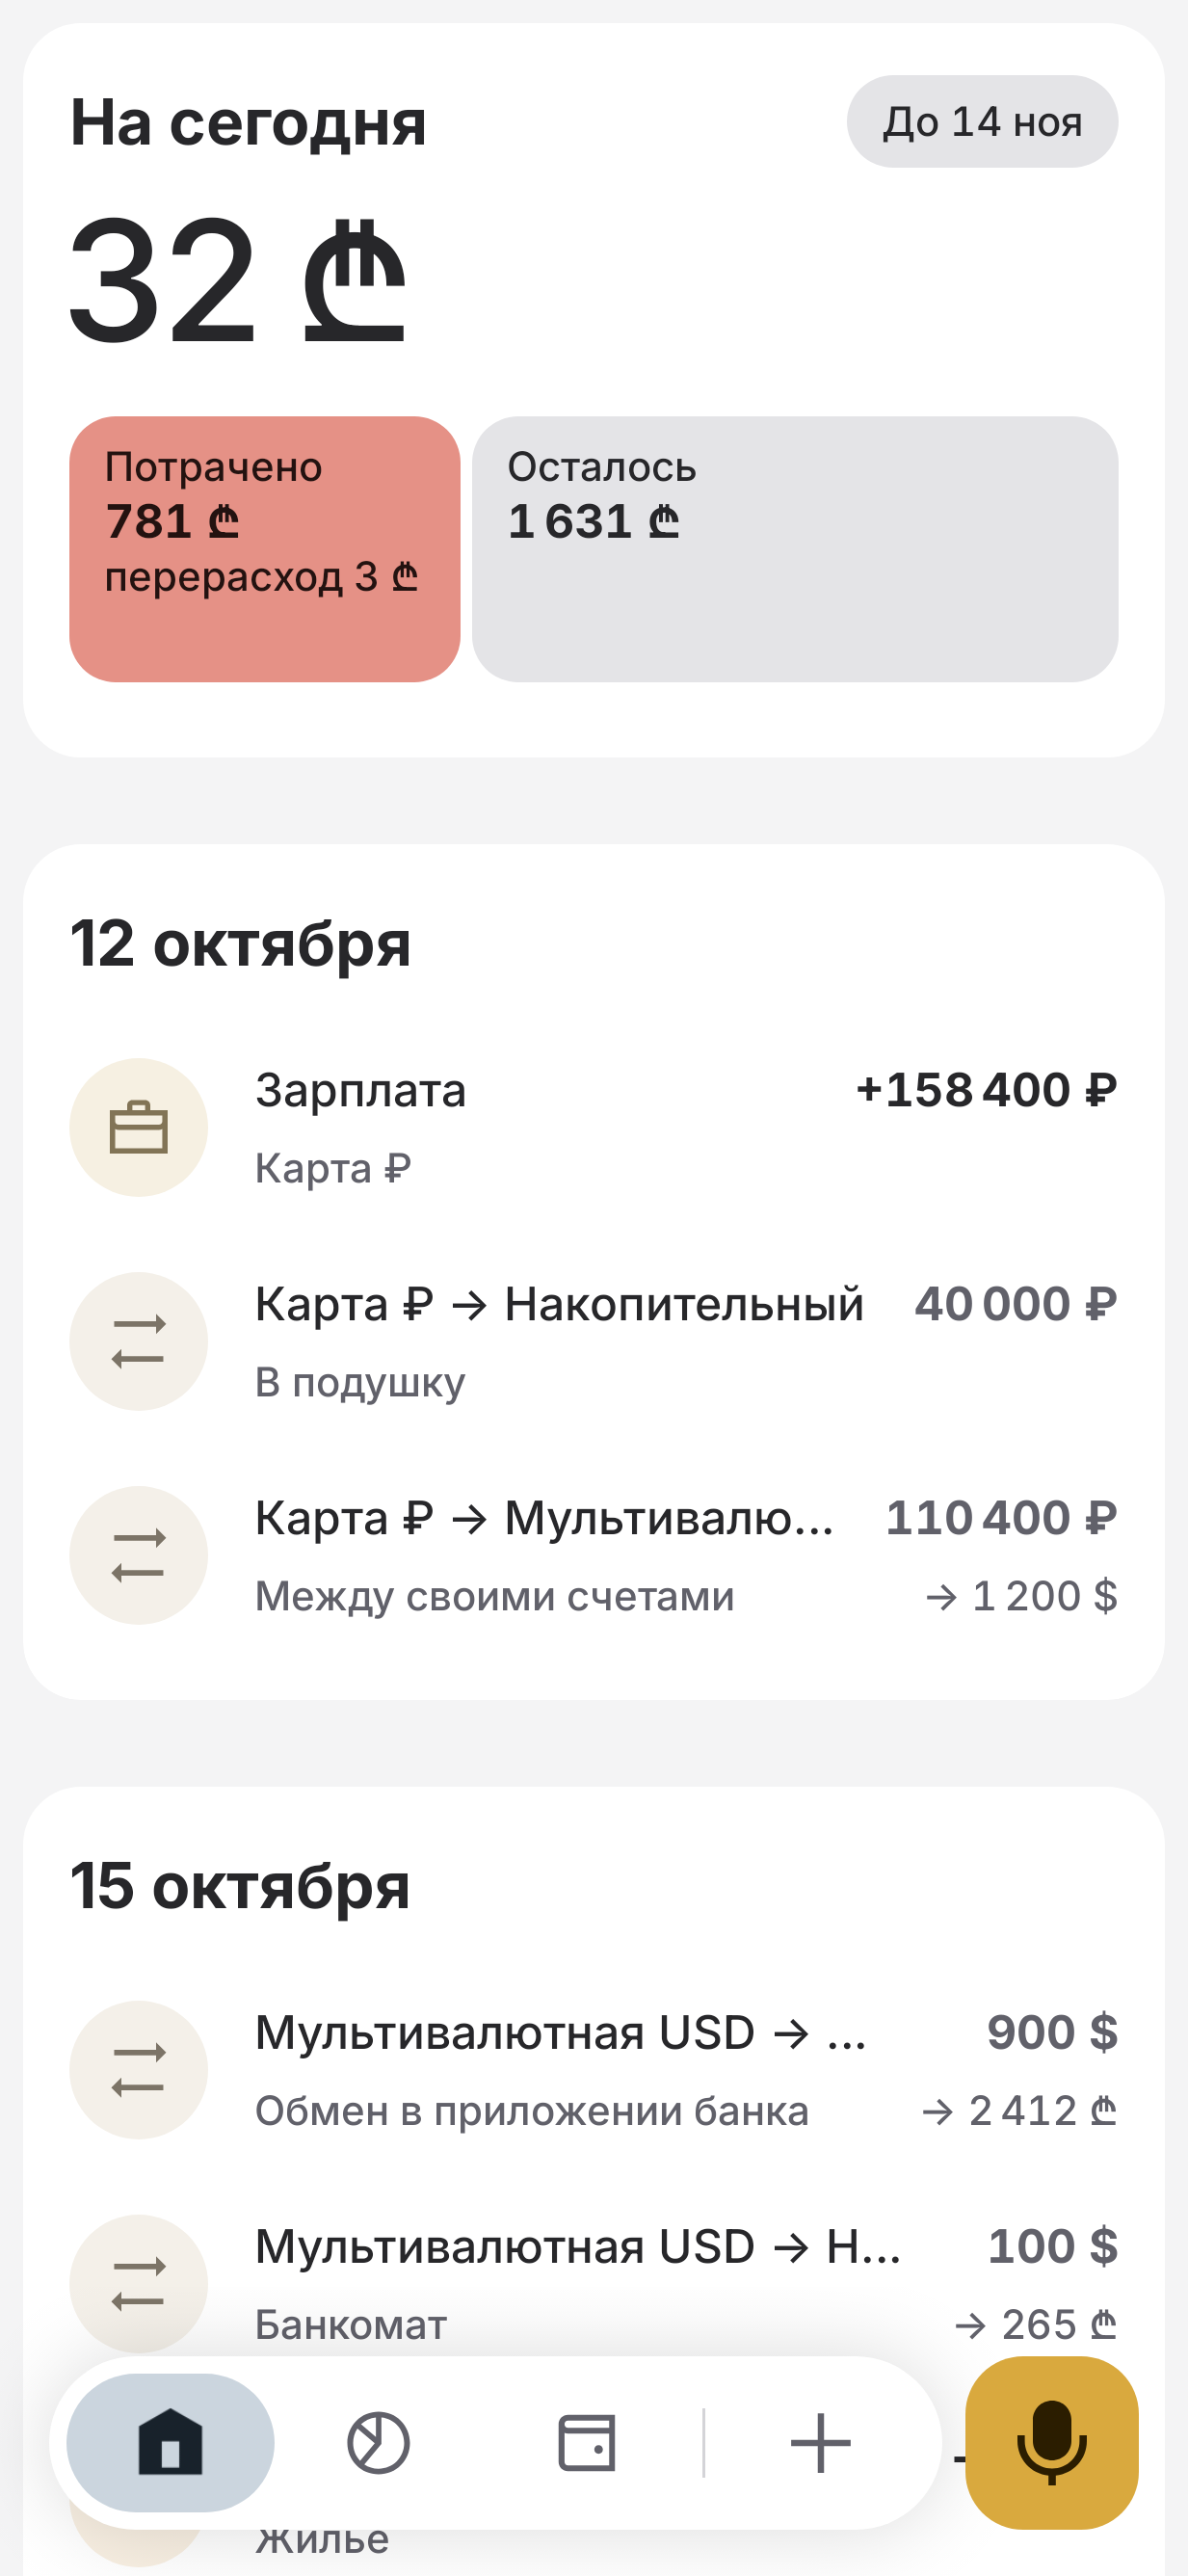 На сегодня
До 14 ноя
32 ₾
Потрачено
781 ₾
перерасход 3 ₾
Осталось
1 631 ₾
12 октября
Зарплата
+158 400 ₽
Карта ₽
Карта ₽ → Накопительный
40 000 ₽
В подушку
Карта ₽ → Мультивалю...
110 400 ₽
Между своими счетами
→ 1 200 $
15 октября
Мультивалютная USD → ...
900 $
Обмен в приложении банка
→ 2 412 ₾
Мультивалютная USD → Н...
100 $
Банкомат
→ 265 ₾
Жилье